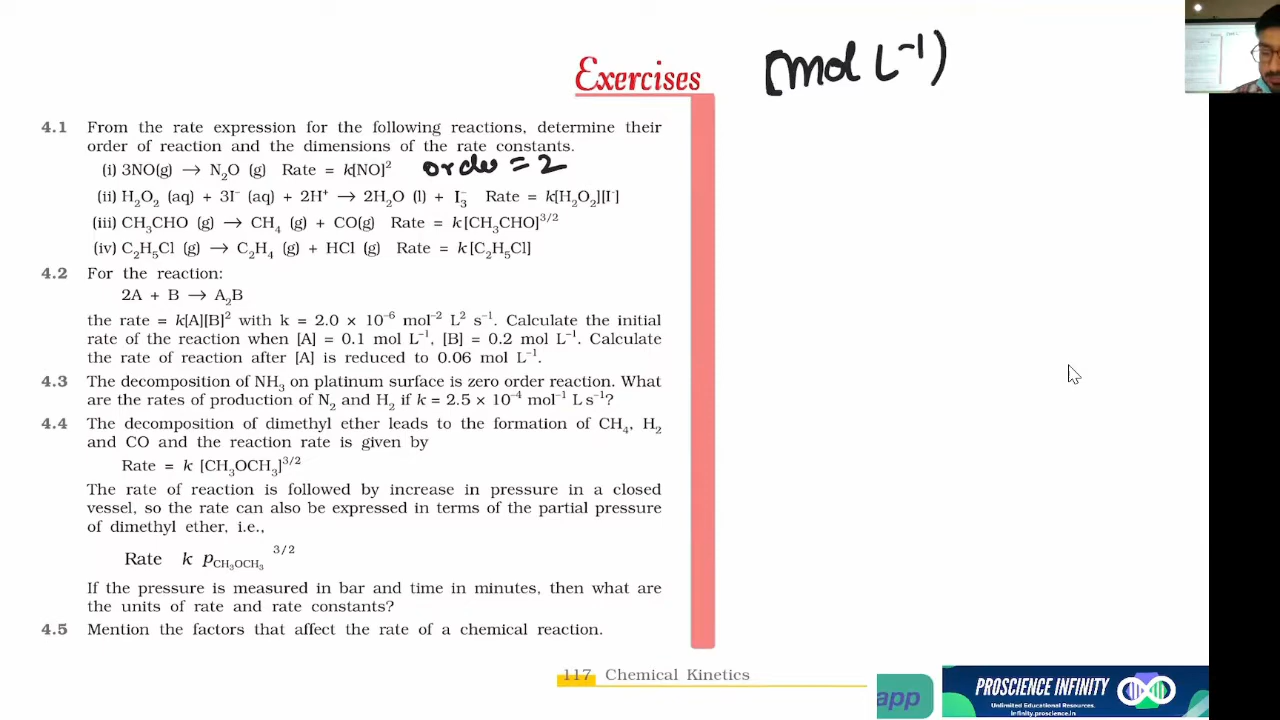 Exercises
(mol L⁻¹)
4.1 From the rate expression for the following reactions, determine their
order of reaction and the dimensions of the rate constants.
(i) 3NO(g) → N₂O (g) Rate = k[NO]² order = 2
(ii) H₂O₂ (aq) + 3I⁻ (aq) + 2H⁺ → 2H₂O (l) + I₃⁻ Rate = k[H₂O₂][I⁻]
(iii) CH₃CHO (g) → CH₄ (g) + CO(g) Rate = k [CH₃CHO]³ᐟ²
(iv) C₂H₅Cl (g) → C₂H₄ (g) + HCl (g) Rate = k [C₂H₅Cl]
4.2 For the reaction:
2A + B → A₂B
the rate = k[A][B]² with k = 2.0 × 10⁻⁶ mol⁻² L² s⁻¹. Calculate the initial
rate of the reaction when [A] = 0.1 mol L⁻¹, [B] = 0.2 mol L⁻¹. Calculate
the rate of reaction after [A] is reduced to 0.06 mol L⁻¹.
4.3 The decomposition of NH₃ on platinum surface is zero order reaction. What
are the rates of production of N₂ and H₂ if k = 2.5 × 10⁻⁴ mol⁻¹ L s⁻¹?
4.4 The decomposition of dimethyl ether leads to the formation of CH₄, H₂
and CO and the reaction rate is given by
Rate = k [CH₃OCH₃]³ᐟ²
The rate of reaction is followed by increase in pressure in a closed
vessel, so the rate can also be expressed in terms of the partial pressure
of dimethyl ether, i.e.,
Rate k p CH₃OCH₃ 3/2
If the pressure is measured in bar and time in minutes, then what are
the units of rate and rate constants?
4.5 Mention the factors that affect the rate of a chemical reaction.
117 Chemical Kinetics
app
PROSCIENCE INFINITY
Unlimited Educational Resources.
infinity.proscience.in